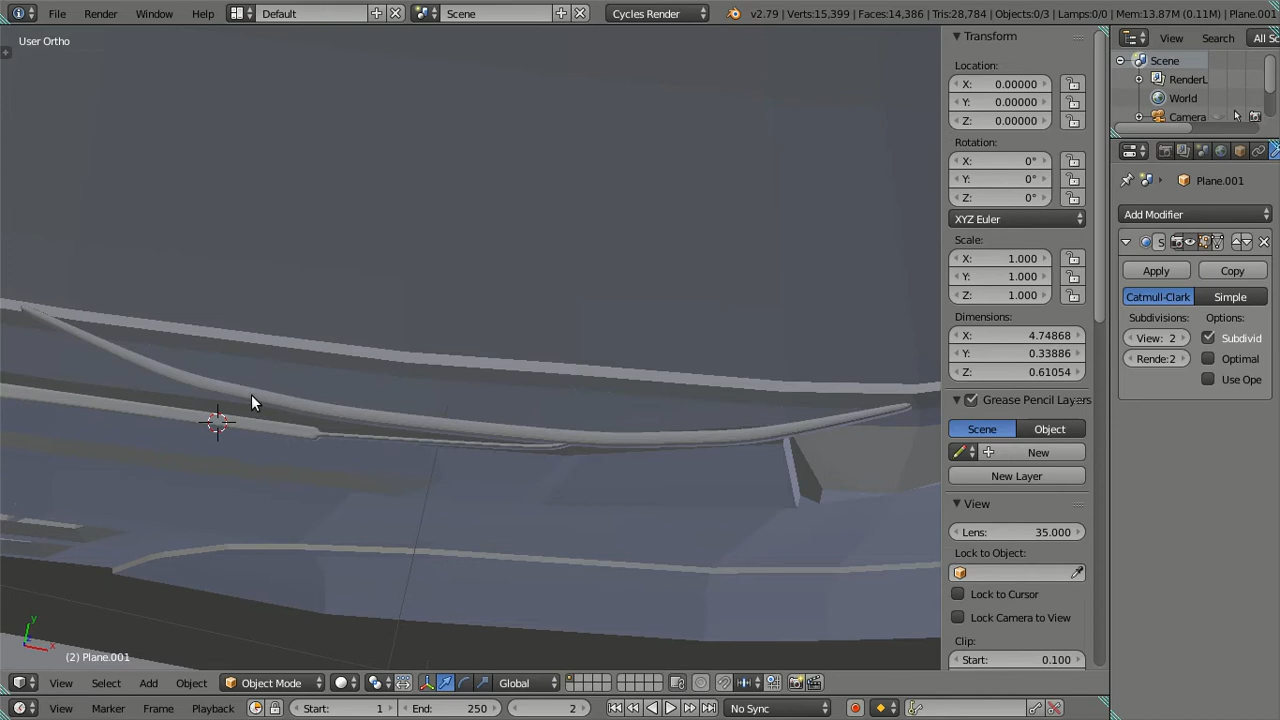 File Render Window Help Default Scene Cycles Render v2.79 | Verts:15,399 | Faces:14,386 | Tris:28,784 | Objects:0/3 | Lamps:0/0 | Mem:13.87M (0.11M) | Plane.001
User Ortho
Transform
Location:
X: 0.00000
Y: 0.00000
Z: 0.00000
Rotation:
X: 0°
Y: 0°
Z: 0°
XYZ Euler
Scale:
X: 1.000
Y: 1.000
Z: 1.000
Dimensions:
X: 4.74868
Y: 0.33886
Z: 0.61054
Grease Pencil Layers
Scene Object
New
New Layer
View
Lens: 35.000
Lock to Object:
Lock to Cursor
Lock Camera to View
Clip:
Start: 0.100
View Search All Sc
Scene
RenderL
World
Camera
Plane.001
Add Modifier
S
Apply Copy
Catmull-Clark Simple
Subdivisions: Options:
View: 2 Subdivid
Rende:2 Optimal
Use Ope
y
x
(2) Plane.001
View Select Add Object Object Mode Global
View Marker Frame Playback Start: 1 End: 250 2 No Sync